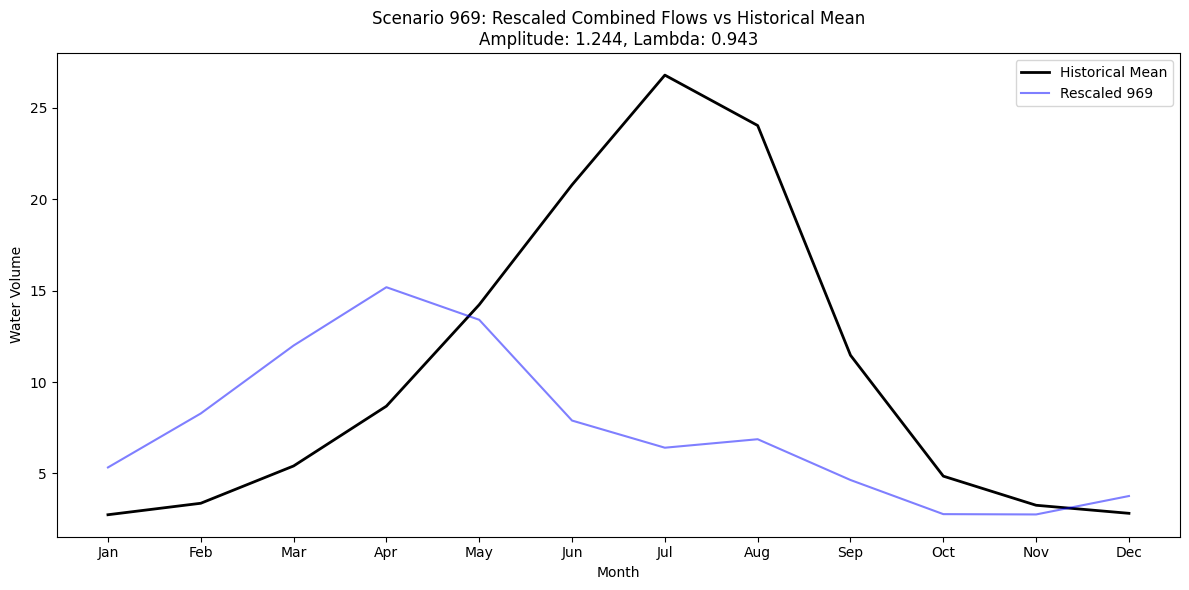 Scenario 969: Rescaled Combined Flows vs Historical Mean
Amplitude: 1.244, Lambda: 0.943
Historical Mean
Rescaled 969
25
20
15
10
5
Water Volume
Jan Feb Mar Apr May Jun Jul Aug Sep Oct Nov Dec
Month